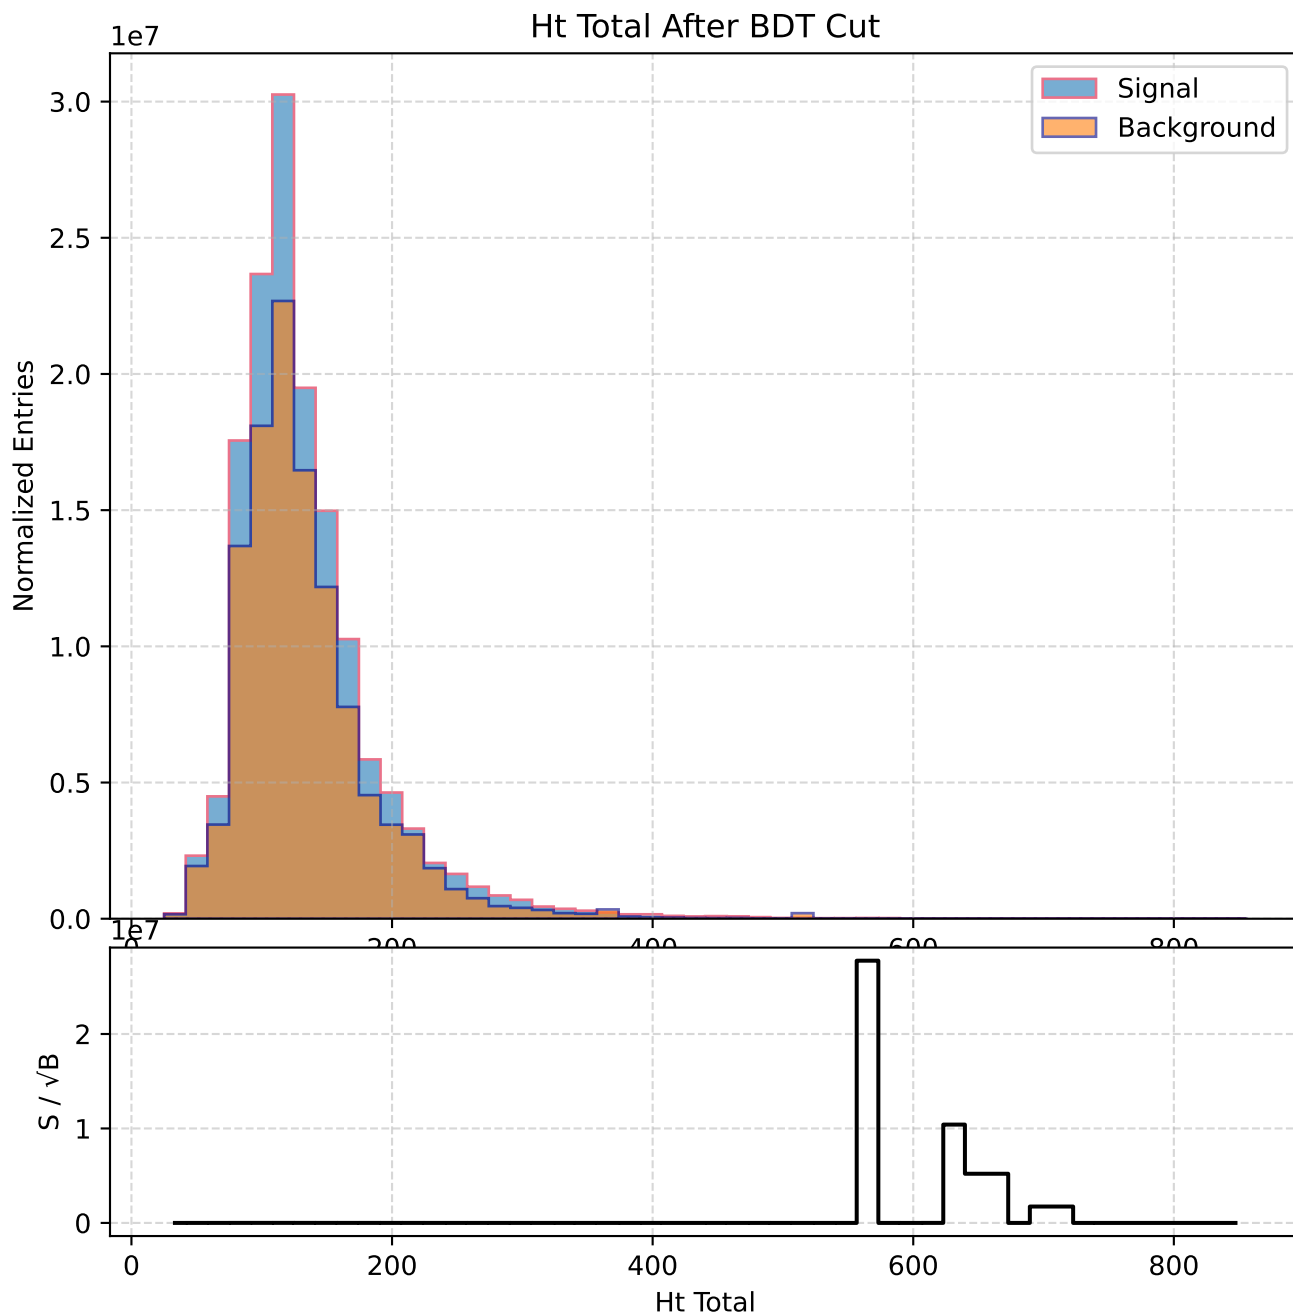 Ht Total After BDT Cut
1e7
Signal
Background
3.0
2.5
2.0
1.5
1.0
0.5
0.0
Normalized Entries
0 200 400 600 800
1e7
2
1
0
S / √B
0 200 400 600 800
Ht Total